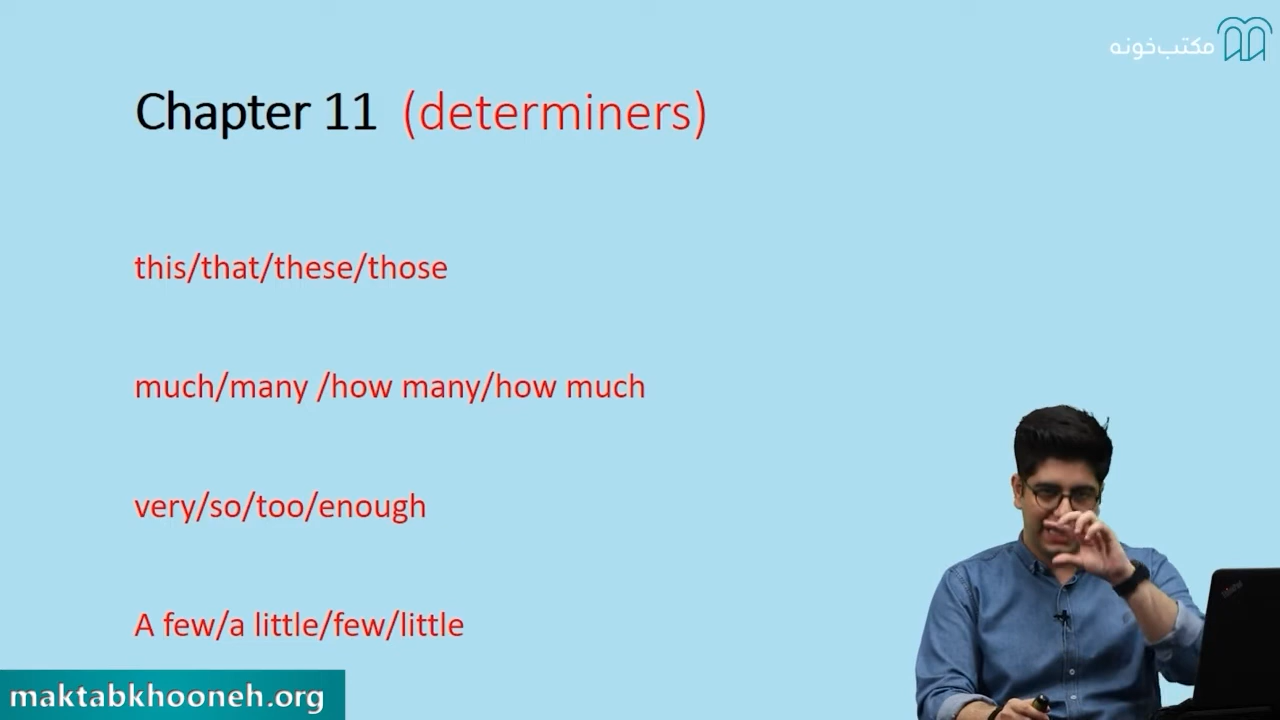 مکتب‌خونه
Chapter 11 (determiners)
this/that/these/those
much/many /how many/how much
very/so/too/enough
A few/a little/few/little
maktabkhooneh.org